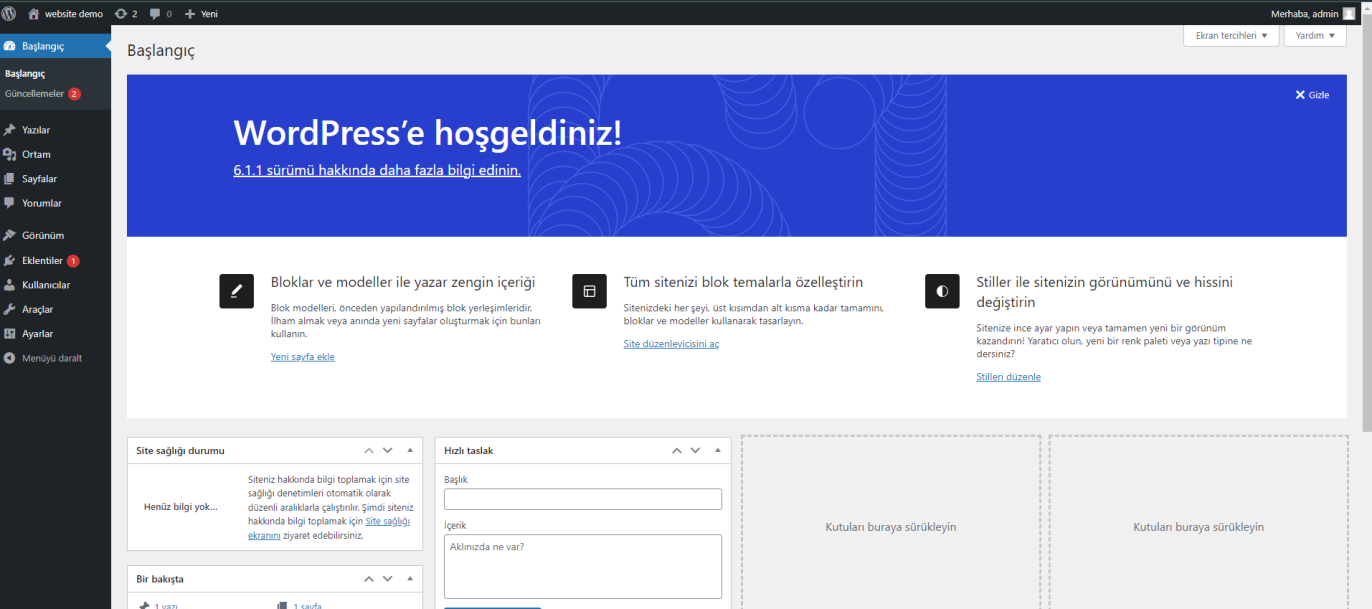 website demo
2
0
Yeni
Merhaba, admin
Başlangıç
Başlangıç
Güncellemeler 2
Yazılar
Ortam
Sayfalar
Yorumlar
Görünüm
Eklentiler 1
Kullanıcılar
Araçlar
Ayarlar
Menüyü daralt
Ekran tercihleri
Yardım
Başlangıç
Gizle
WordPress’e hoşgeldiniz!
6.1.1 sürümü hakkında daha fazla bilgi edinin.
Bloklar ve modeller ile yazar zengin içeriği
Blok modelleri, önceden yapılandırılmış blok yerleşimleridir.
İlham almak veya anında yeni sayfalar oluşturmak için bunları
kullanın.
Yeni sayfa ekle
Tüm sitenizi blok temalarla özelleştirin
Sitenizdeki her şeyi, üst kısımdan alt kısma kadar tamamını,
bloklar ve modeller kullanarak tasarlayın.
Site düzenleyicisini aç
Stiller ile sitenizin görünümünü ve hissini
değiştirin
Sitenize ince ayar yapın veya tamamen yeni bir görünüm
kazandırın! Yaratıcı olun, yeni bir renk paleti veya yazı tipine ne
dersiniz?
Stilleri düzenle
Site sağlığı durumu
Henüz bilgi yok...
Siteniz hakkında bilgi toplamak için site
sağlığı denetimleri otomatik olarak
düzenli aralıklarla çalıştırılır. Şimdi siteniz
hakkında bilgi toplamak için Site sağlığı
ekranını ziyaret edebilirsiniz.
Bir bakışta
1 yazı
1 sayfa
Hızlı taslak
Başlık
İçerik
Aklınızda ne var?
Kutuları buraya sürükleyin
Kutuları buraya sürükleyin